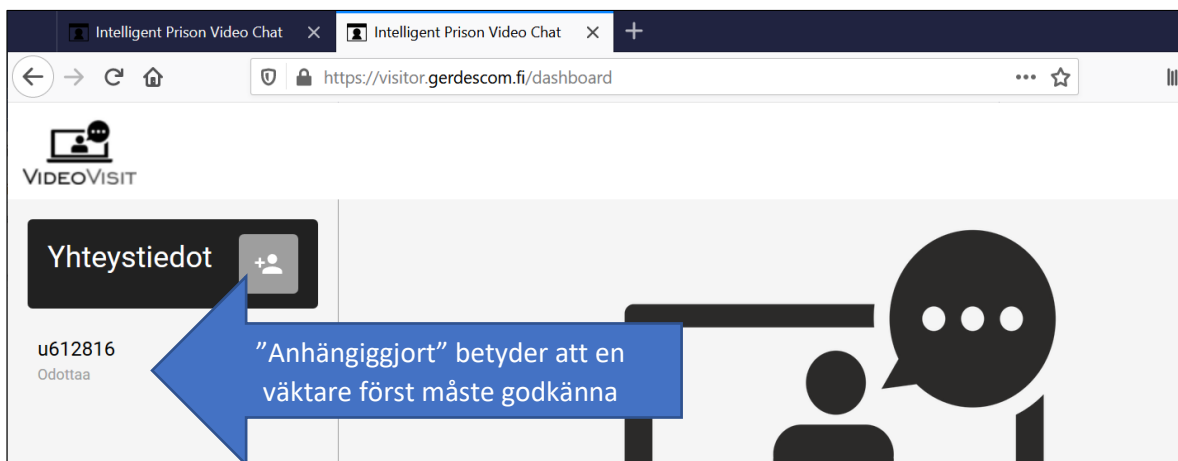 Intelligent Prison Video Chat
Intelligent Prison Video Chat
https://visitor.gerdescom.fi/dashboard
VIDEOVISIT
Yhteystiedot
u612816
Odottaa
”Anhängiggjort” betyder att en
väktare först måste godkänna